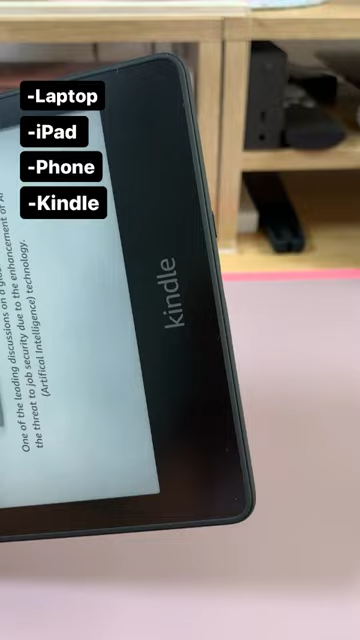 -Laptop
-iPad
-Phone
-Kindle
kindle
One of the leading discussions on a
the enhancement of
the threat to job security due to
(Artifical Intelligence) technology.